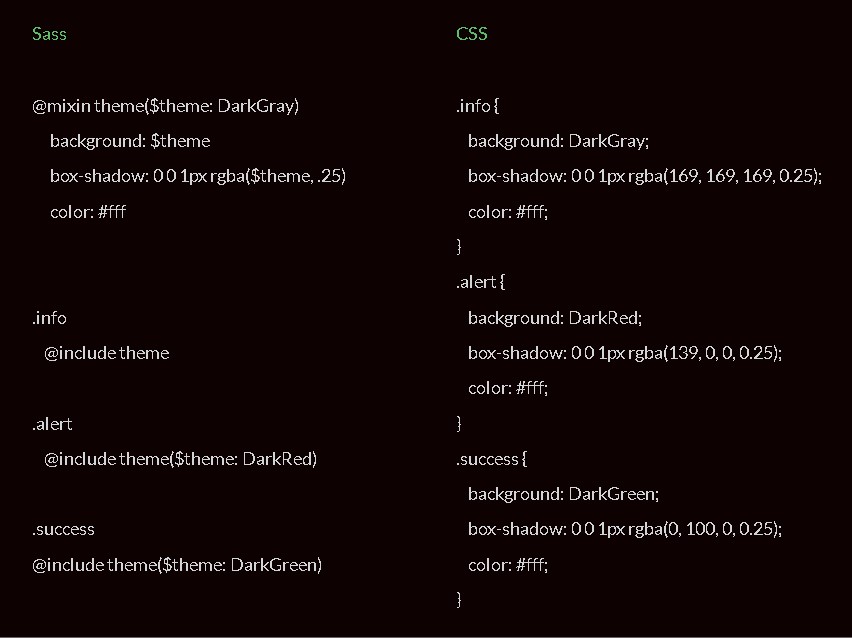 Sass
@mixin theme($theme: DarkGray)
background: $theme
box-shadow: 0 0 1px rgba($theme, .25)
color: #fff
.info
@include theme
.alert
@include theme($theme: DarkRed)
.success
@include theme($theme: DarkGreen)
CSS
.info {
background: DarkGray;
box-shadow: 0 0 1px rgba(169, 169, 169, 0.25);
color: #fff;
}
.alert {
background: DarkRed;
box-shadow: 0 0 1px rgba(139, 0, 0, 0.25);
color: #fff;
}
.success {
background: DarkGreen;
box-shadow: 0 0 1px rgba(0, 100, 0, 0.25);
color: #fff;
}